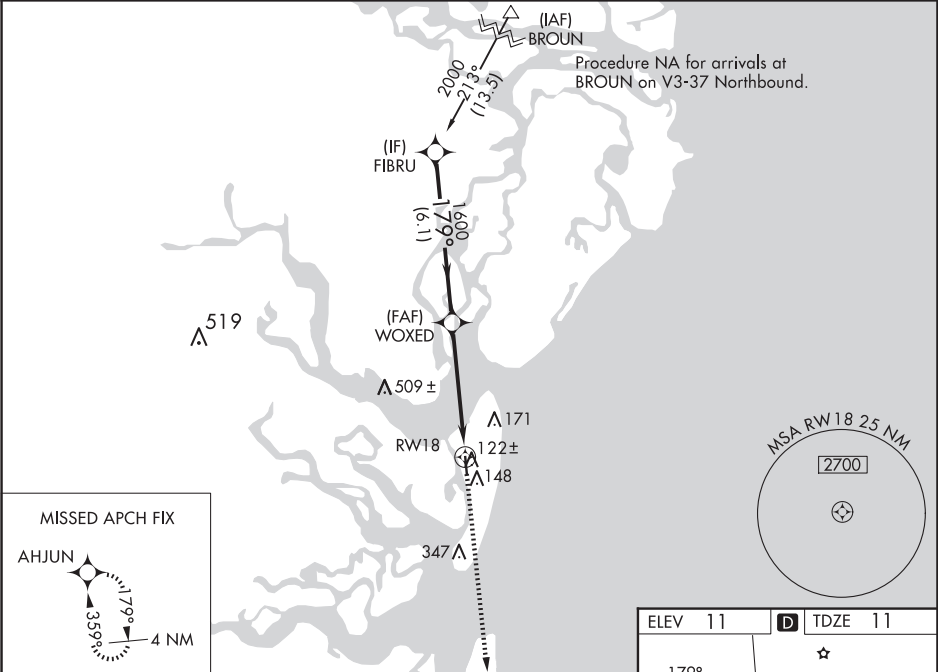 (IAF)
BROUN
Procedure NA for arrivals at
BROUN on V3-37 Northbound.
2000
213°
(13.5)
(IF)
FIBRU
1600
179°
(6.1)
519
(FAF)
WOXED
509 ±
171
RW18
122±
148
MSA RW18 25 NM
2700
MISSED APCH FIX
AHJUN
179°
359°
4 NM
347
ELEV 11 D TDZE 11
179°